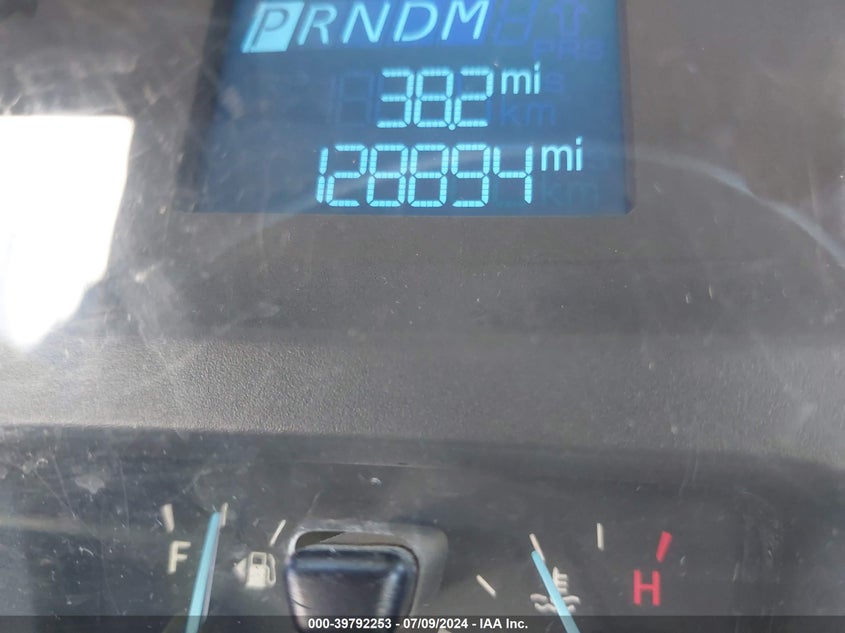 PRNDM
38.2 mi
128894 mi
F
H
000-39792253 - 07/09/2024 - IAA Inc.